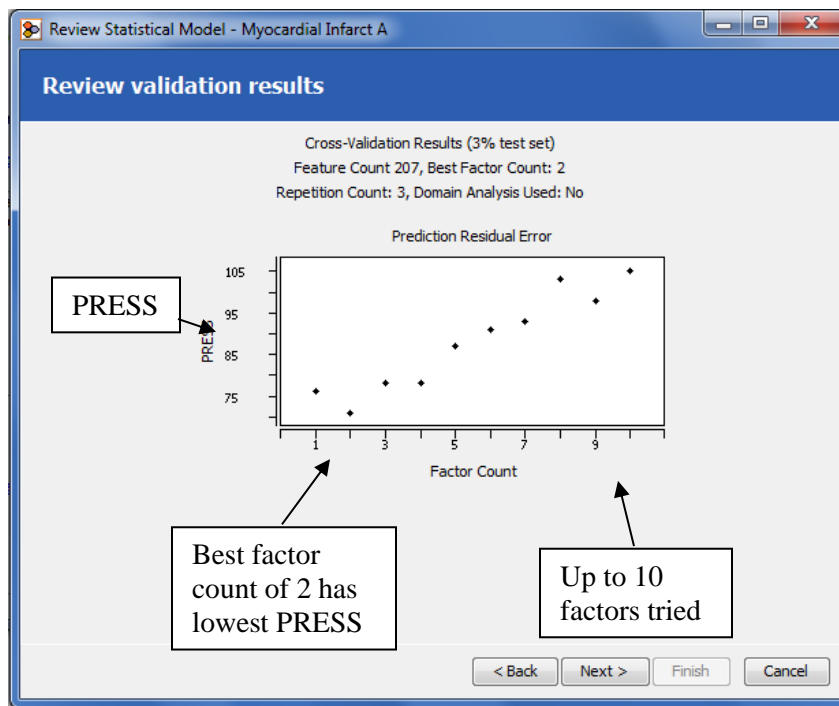 Review Statistical Model - Myocardial Infarct A
Review validation results
Cross-Validation Results (3% test set)
Feature Count 207, Best Factor Count: 2
Repetition Count: 3, Domain Analysis Used: No
Prediction Residual Error
105
95
85
75
PRESS
PRESS
1 3 5 7 9
Factor Count
Best factor
count of 2 has
lowest PRESS
Up to 10
factors tried
< Back Next > Finish Cancel